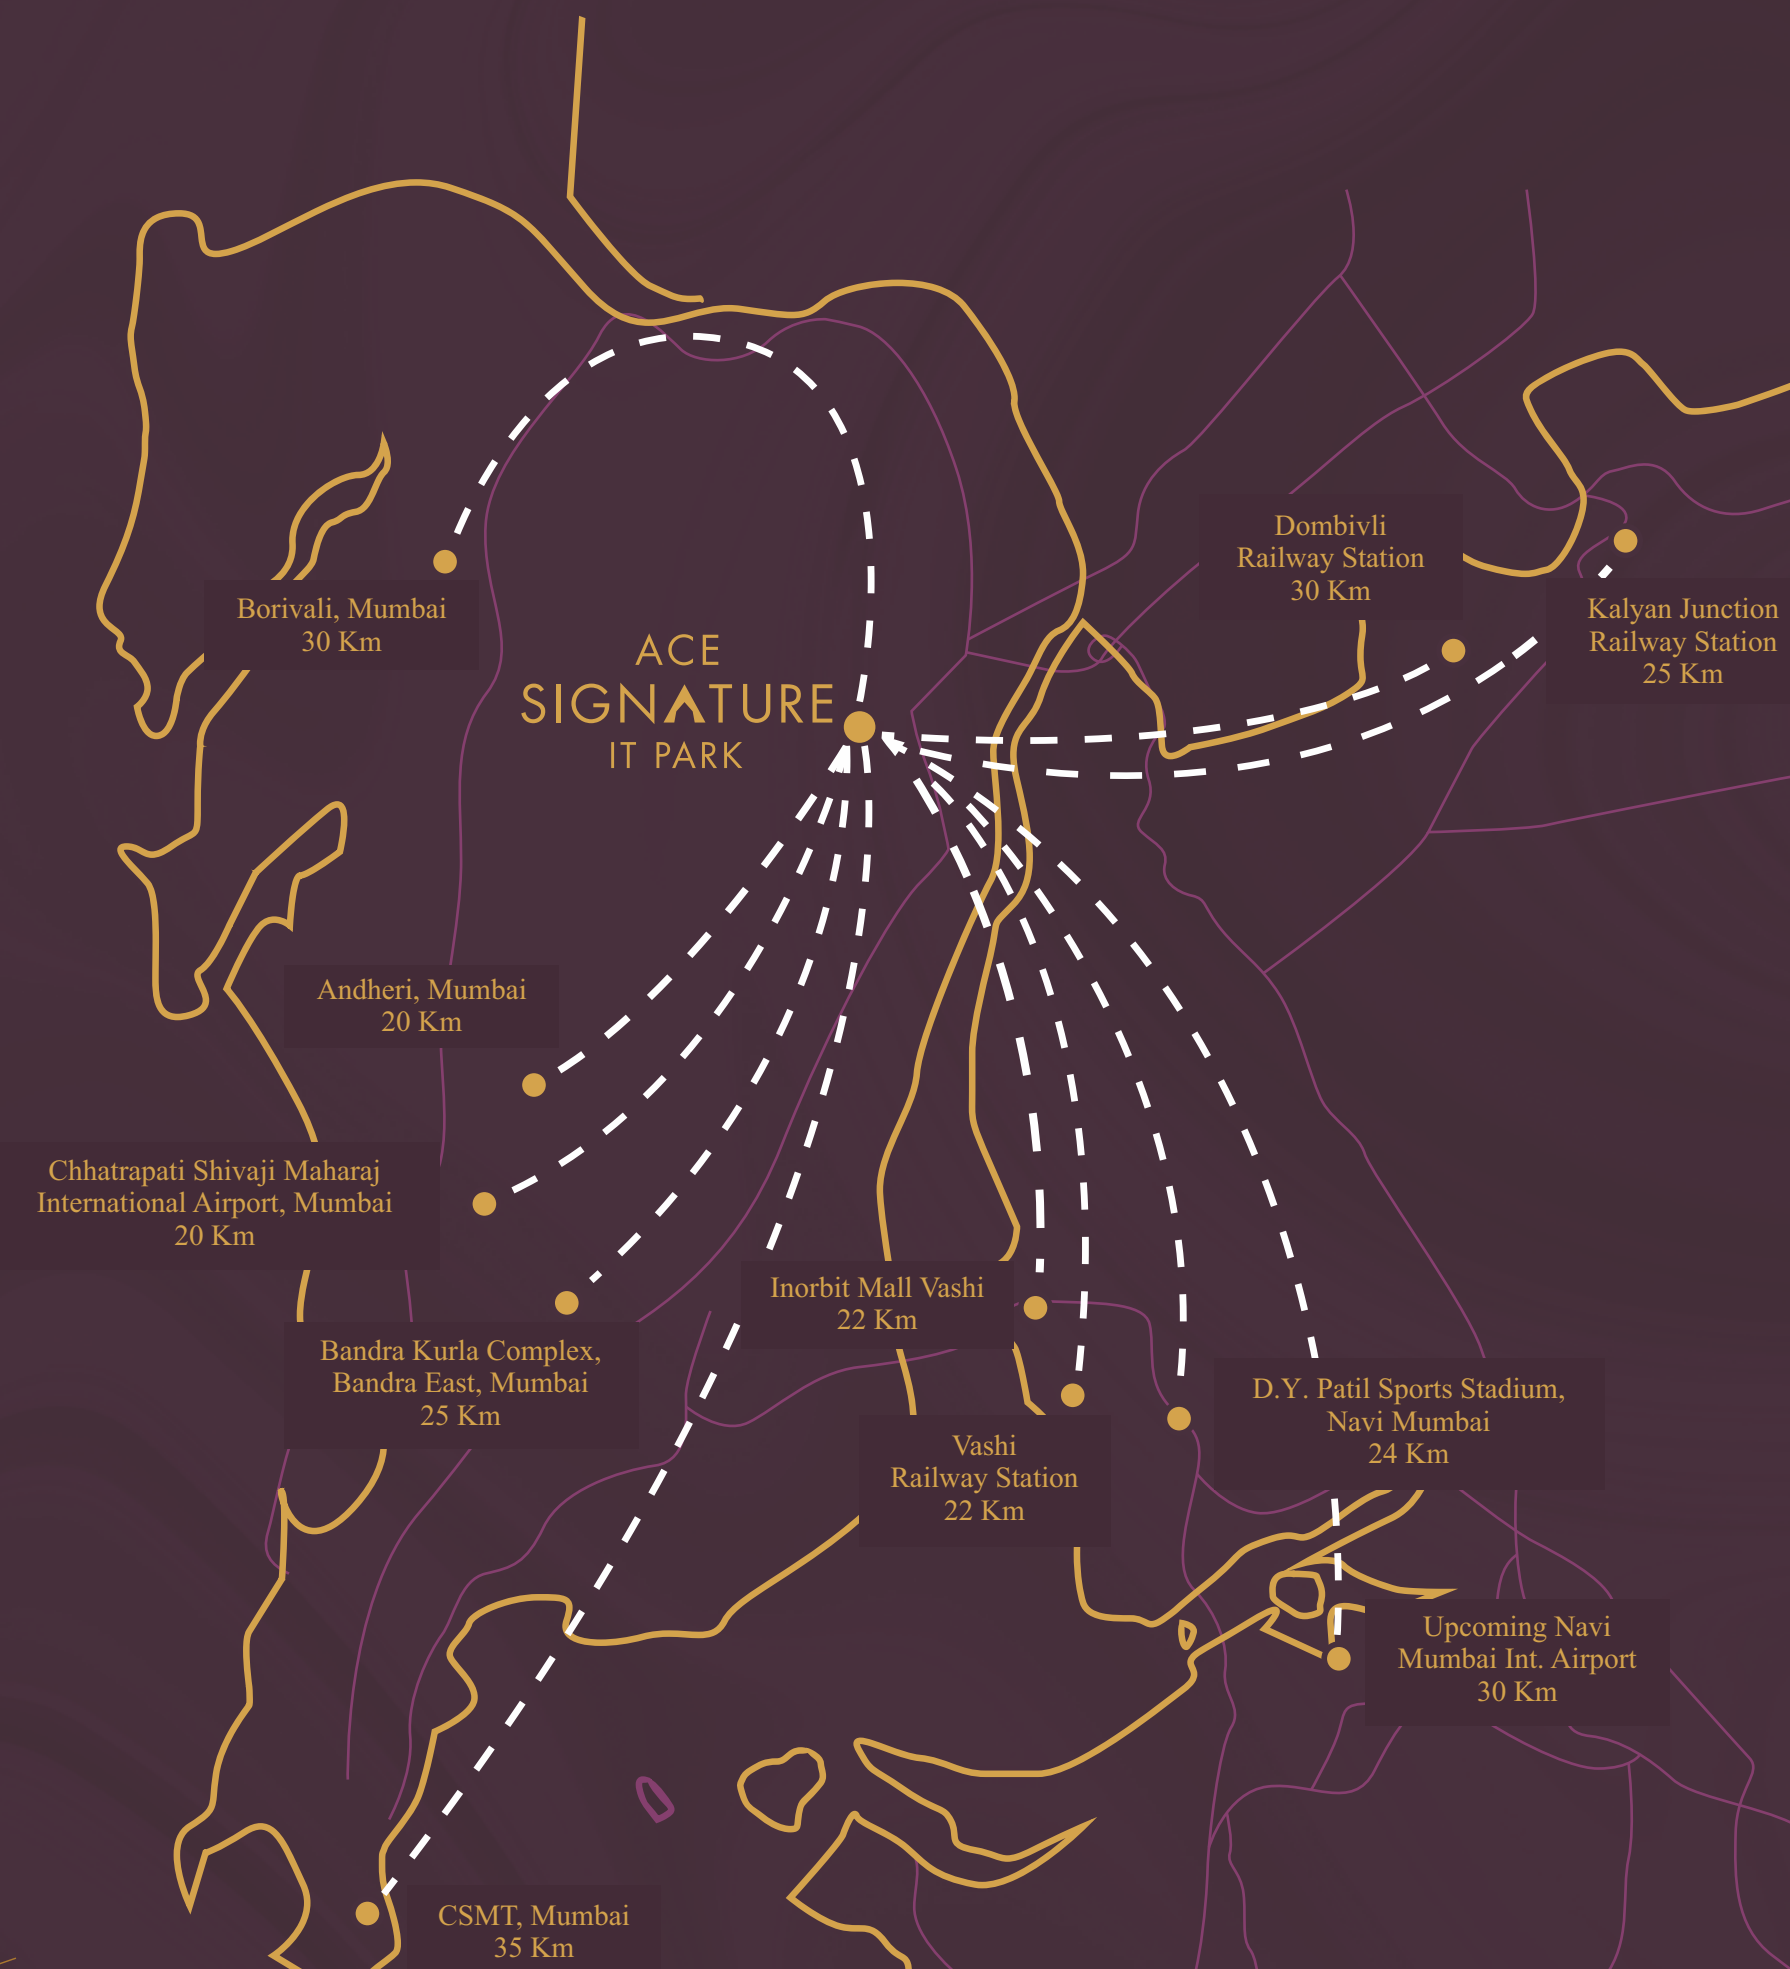 Dombivli
Railway Station
30 Km
Kalyan Junction
Railway Station
25 Km
Borivali, Mumbai
30 Km
ACE
SIGNATURE
IT PARK
Andheri, Mumbai
20 Km
Chhatrapati Shivaji Maharaj
International Airport, Mumbai
20 Km
Inorbit Mall Vashi
22 Km
Bandra Kurla Complex,
Bandra East, Mumbai
25 Km
D.Y. Patil Sports Stadium,
Navi Mumbai
24 Km
Vashi
Railway Station
22 Km
Upcoming Navi
Mumbai Int. Airport
30 Km
CSMT, Mumbai
35 Km